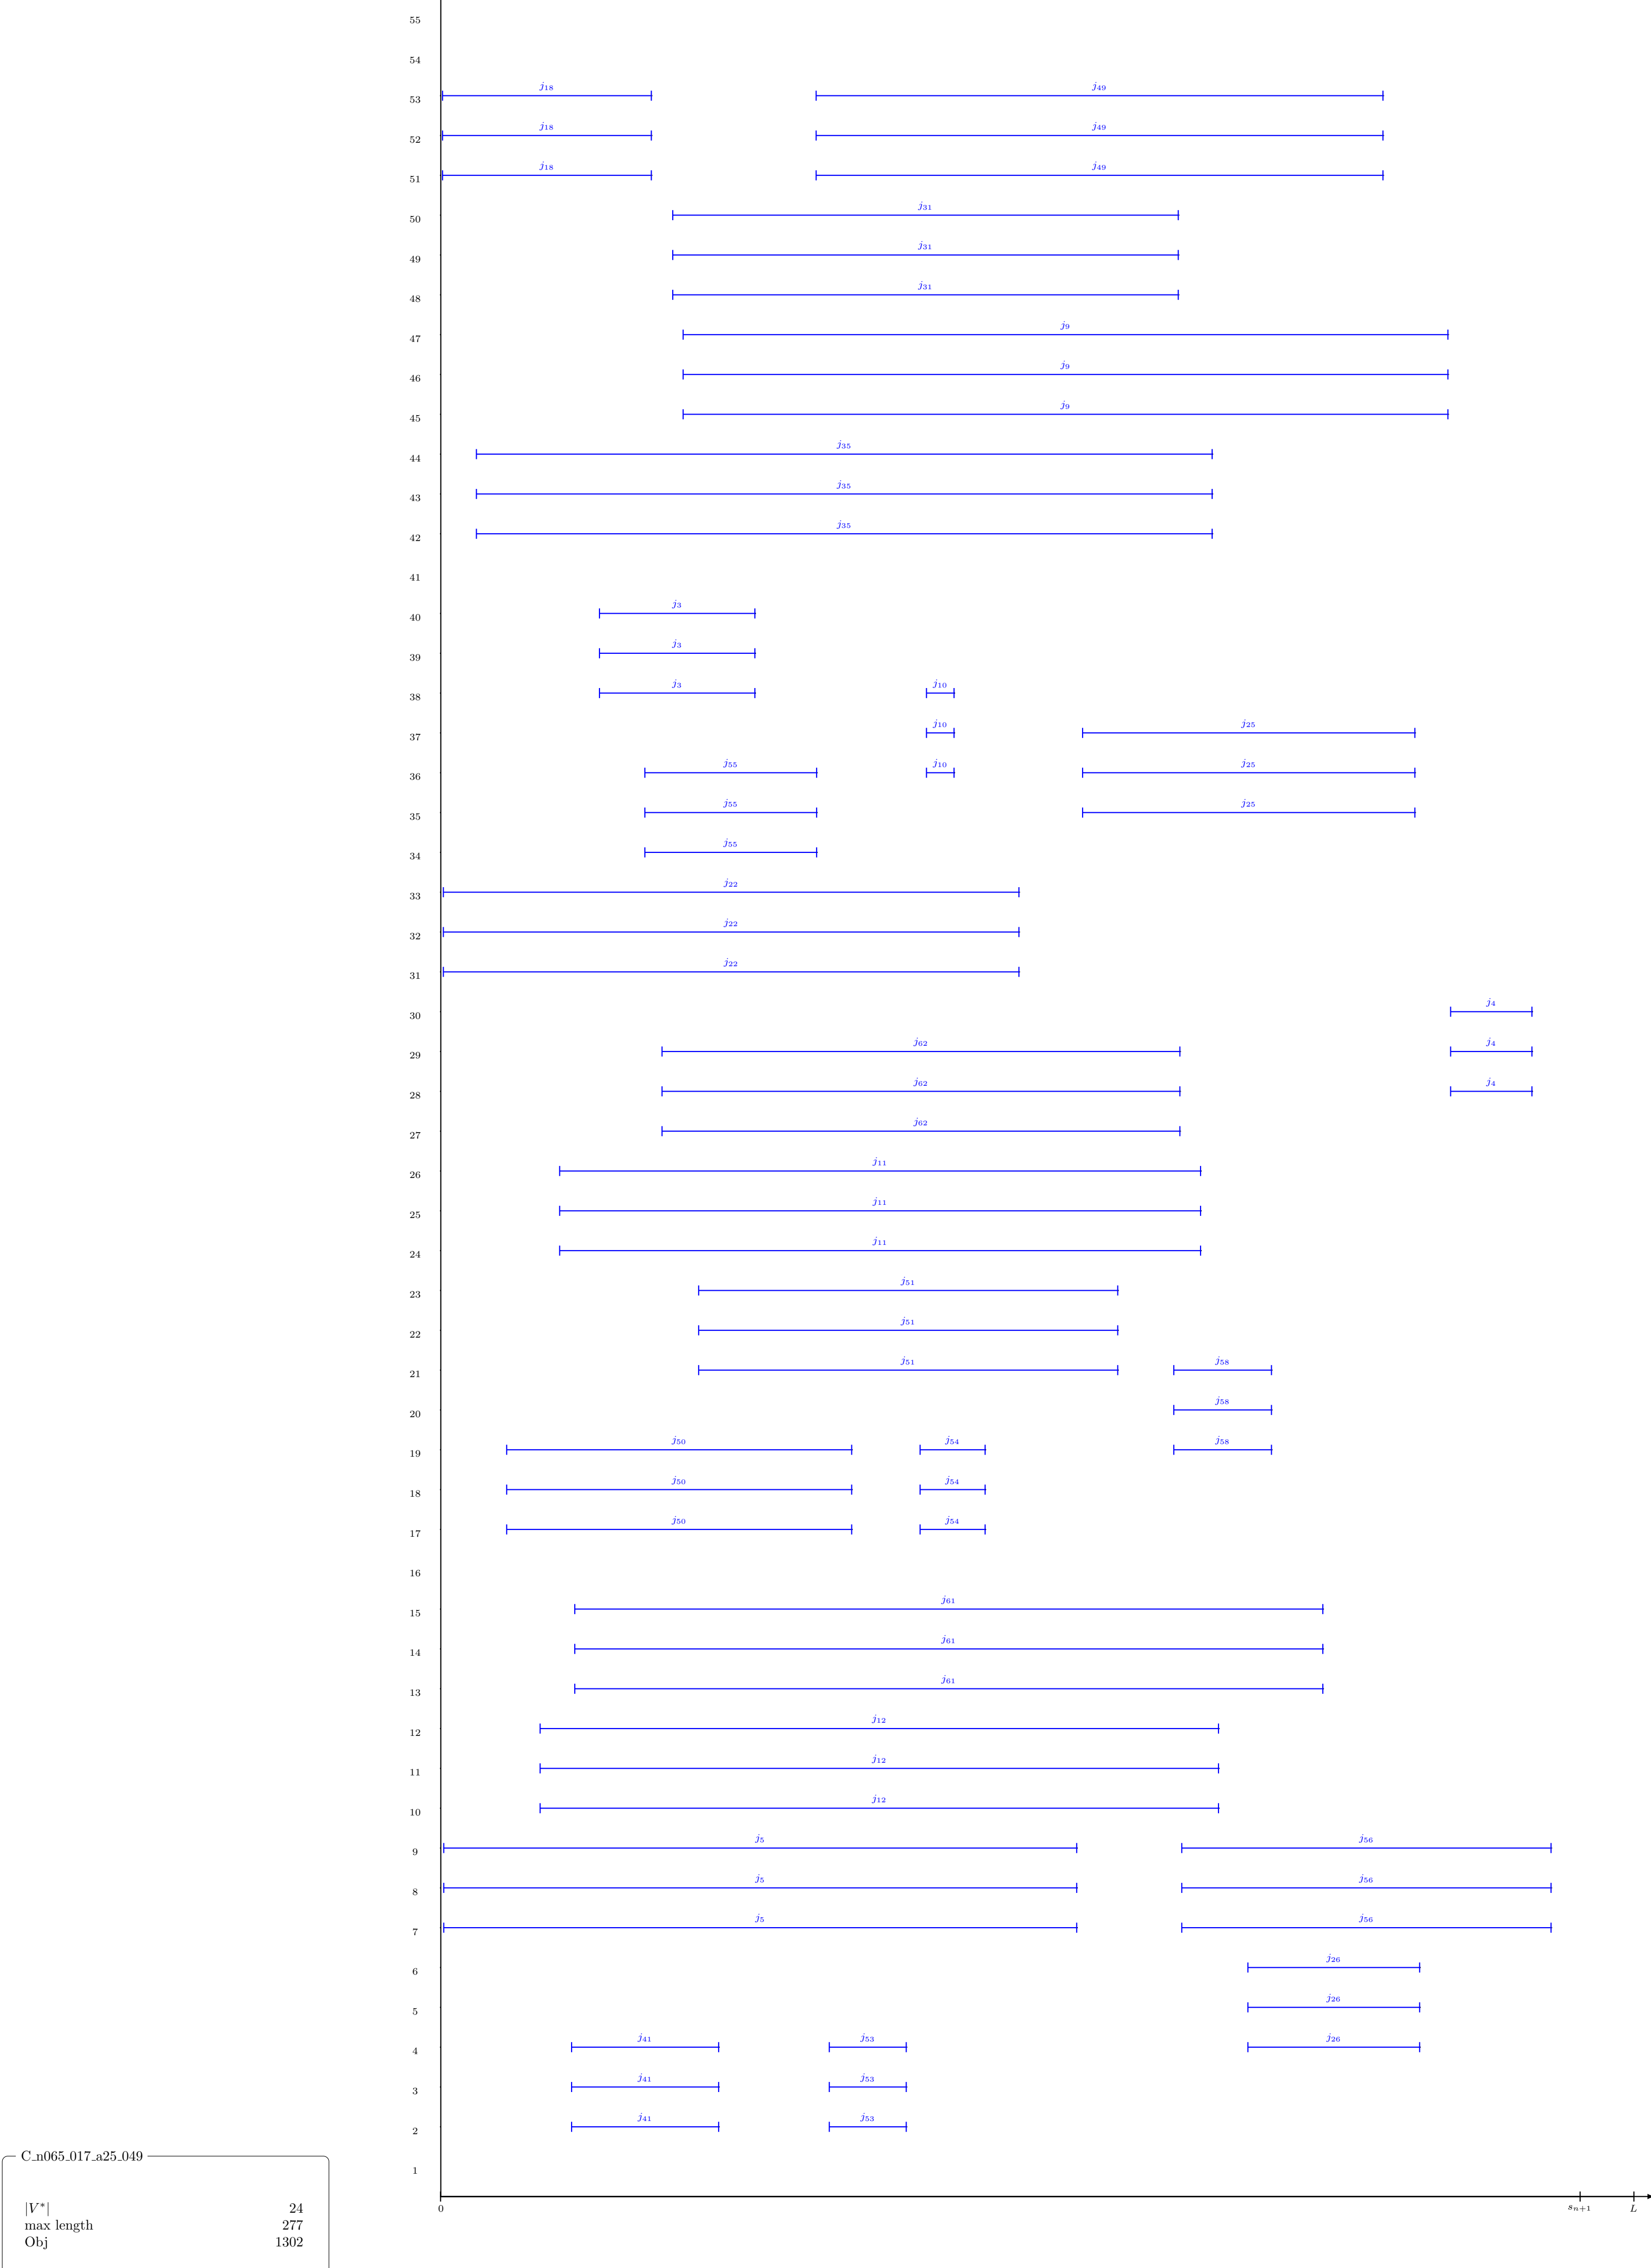 55
54
j18 j49
53
j18 j49
52
j18 j49
51
j31
50
j31
49
j31
48
j9
47
j9
46
j9
45
j35
44
j35
43
j35
42
41
j3
40
j3
39
j3 j10
38
j10 j25
37
j55 j10 j25
36
j55 j25
35
j55
34
j22
33
j22
32
j22
31
j4
30
j62 j4
29
j62 j4
28
j62
27
j11
26
j11
25
j11
24
j51
23
j51
22
j51 j58
21
j58
20
j50 j54 j58
19
j50 j54
18
j50 j54
17
16
j61
15
j61
14
j61
13
j12
12
j12
11
j12
10
j5 j56
9
j5 j56
8
j5 j56
7
j26
6
j26
5
j41 j53 j26
4
j41 j53
3
j41 j53
2
1
0 sn+1 L
C_n065_017_a25_049
|V*| 24
max length 277
Obj 1302